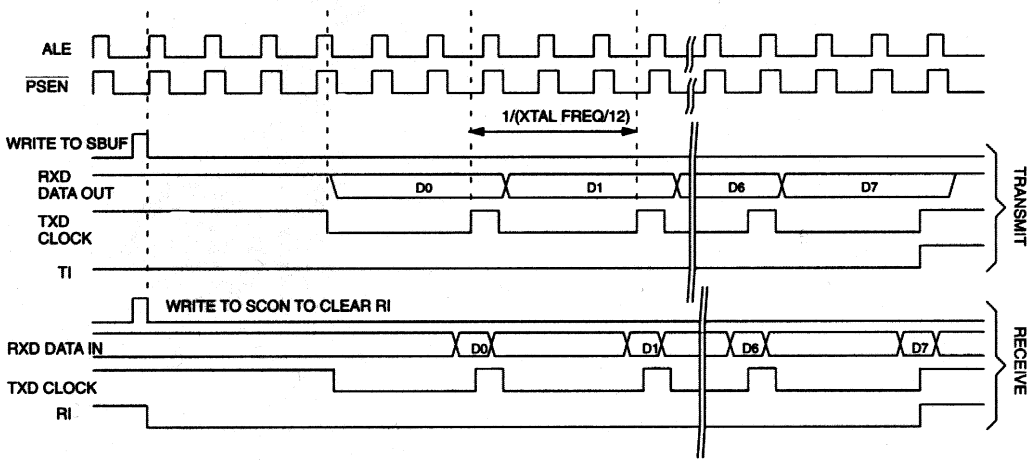 ALE
PSEN
1/(XTAL FREQ/12)
WRITE TO SBUF
RXD
DATA OUT
D0
D1
D6
D7
TXD
CLOCK
TI
TRANSMIT
WRITE TO SCON TO CLEAR RI
RXD DATA IN
D0
D1
D6
D7
TXD CLOCK
RI
RECEIVE